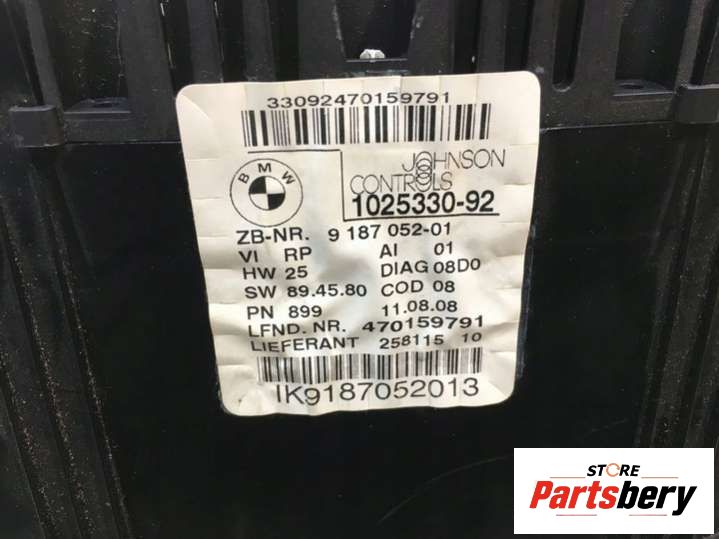 33092470159791
BMW
JOHNSON
CONTROLS
1025330-92
ZB-NR. 9 187 052-01
VI RP AI 01
HW 25 DIAG 08D0
SW 89.45.80 COD 08
PN 899 11.08.08
LFND. NR. 470159791
LIEFERANT 258115 10
IK9187052013
STORE
Partsbery